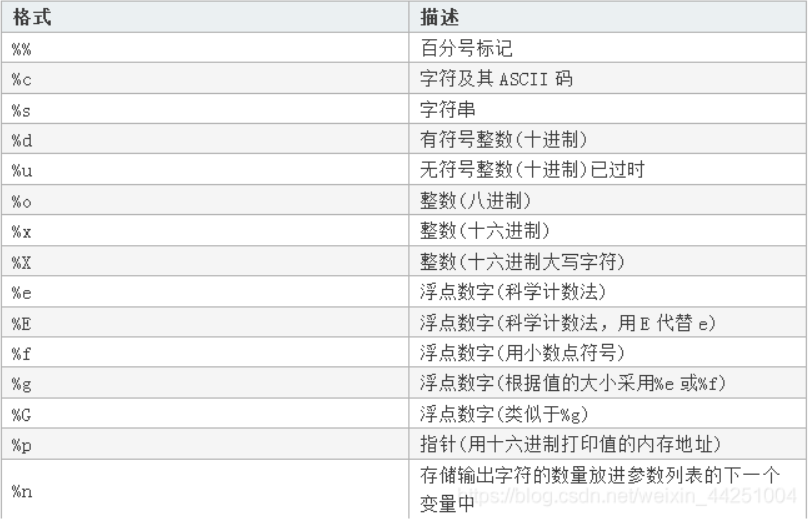 格式 描述
%% 百分号标记
%c 字符及其 ASCII 码
%s 字符串
%d 有符号整数(十进制)
%u 无符号整数(十进制)已过时
%o 整数(八进制)
%x 整数(十六进制)
%X 整数(十六进制大写字符)
%e 浮点数字(科学计数法)
%E 浮点数字(科学计数法，用 E 代替 e)
%f 浮点数字(用小数点符号)
%g 浮点数字(根据值的大小采用%e 或%f)
%G 浮点数字(类似于%g)
%p 指针(用十六进制打印值的内存地址)
%n 存储输出字符的数量放进参数列表的下一个
变量中
https://blog.csdn.net/weixin_44251004